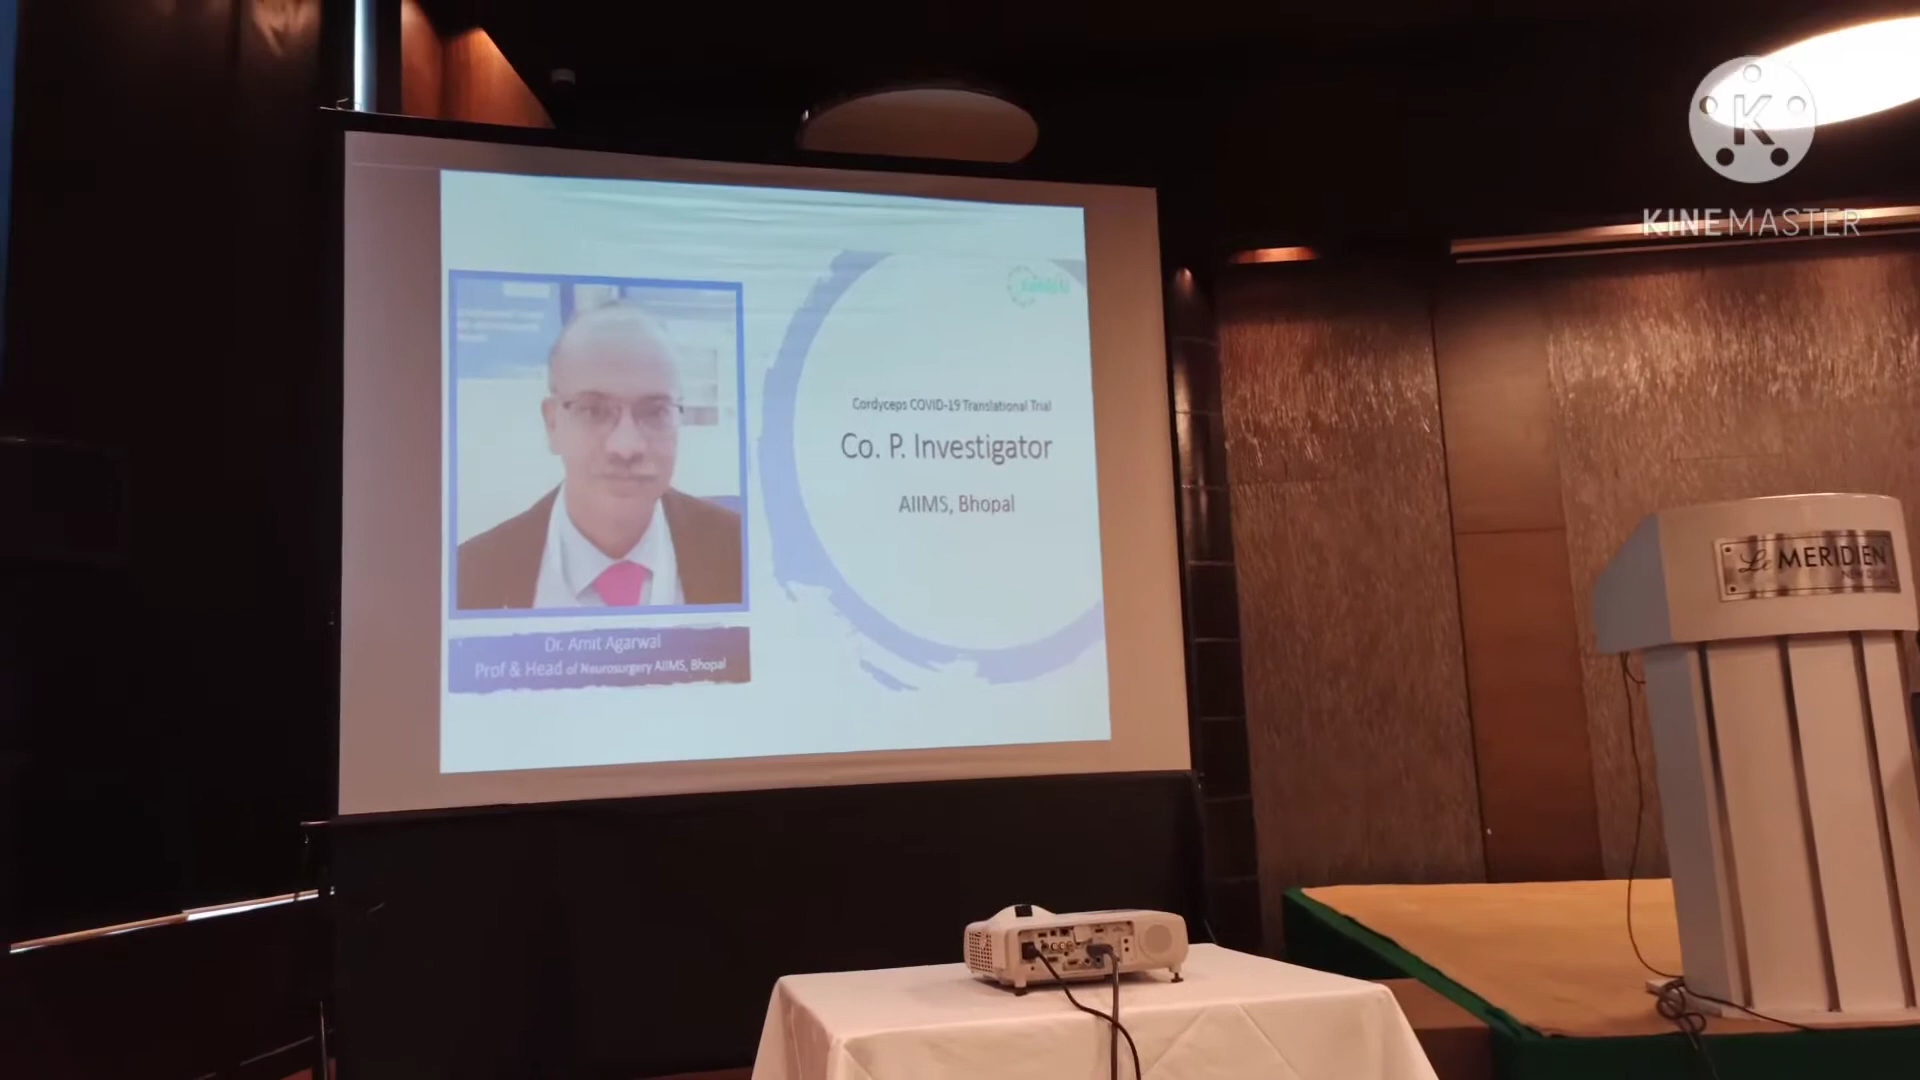 Cordyceps COVID-19 Translational Trial
Co. P. Investigator
AIIMS, Bhopal
Dr. Amit Agarwal
Prof & Head of Neurosurgery AIIMS, Bhopal
K
KINEMASTER
Le MERIDIEN